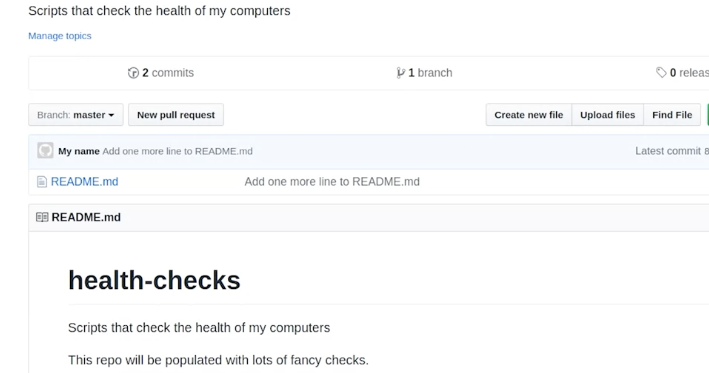 Scripts that check the health of my computers
Manage topics
2 commits 1 branch 0 releas
Branch: master New pull request Create new file Upload files Find File
My name Add one more line to README.md Latest commit 8
README.md Add one more line to README.md
README.md
health-checks
Scripts that check the health of my computers
This repo will be populated with lots of fancy checks.